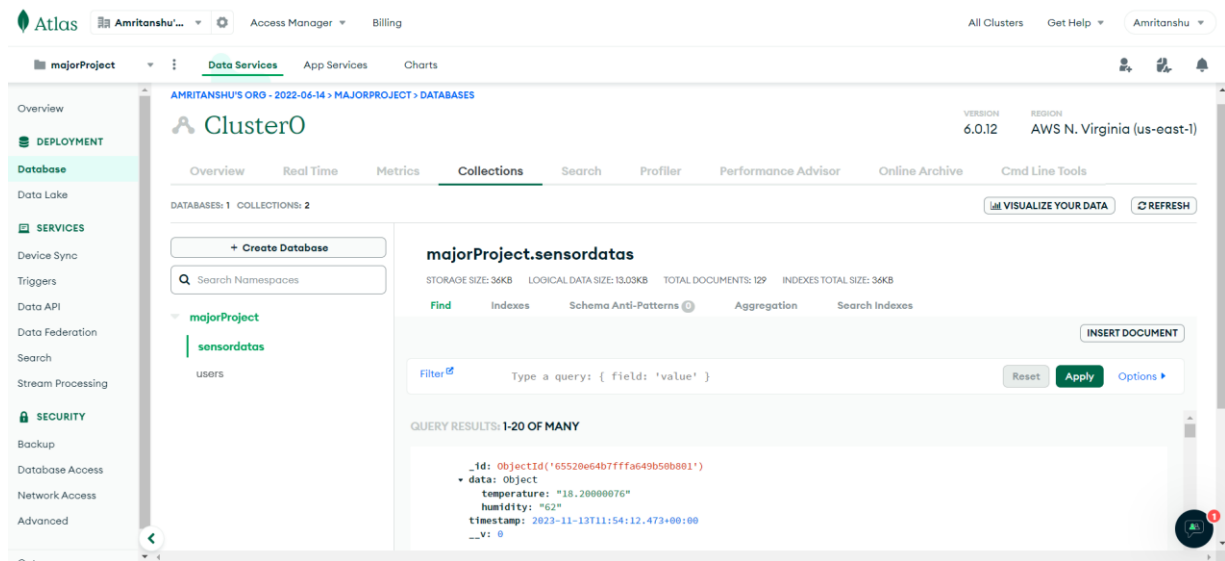 Atlas
Amritanshu'...
Access Manager
Billing
All Clusters
Get Help
Amritanshu
majorProject
Data Services
App Services
Charts
Overview
DEPLOYMENT
Database
Data Lake
SERVICES
Device Sync
Triggers
Data API
Data Federation
Search
Stream Processing
SECURITY
Backup
Database Access
Network Access
Advanced
AMRITANSHU'S ORG - 2022-06-14 > MAJORPROJECT > DATABASES
Cluster0
VERSION
6.0.12
REGION
AWS N. Virginia (us-east-1)
Overview
Real Time
Metrics
Collections
Search
Profiler
Performance Advisor
Online Archive
Cmd Line Tools
DATABASES: 1 COLLECTIONS: 2
VISUALIZE YOUR DATA
REFRESH
+ Create Database
Search Namespaces
majorProject
sensordatas
users
majorProject.sensordatas
STORAGE SIZE: 36KB LOGICAL DATA SIZE: 13.03KB TOTAL DOCUMENTS: 129 INDEXES TOTAL SIZE: 36KB
Find
Indexes
Schema Anti-Patterns 0
Aggregation
Search Indexes
INSERT DOCUMENT
Filter
Type a query: { field: 'value' }
Reset
Apply
Options
QUERY RESULTS: 1-20 OF MANY
_id: ObjectId('65520e64b7fffa649b50b801')
data: Object
temperature: "18.20000076"
humidity: "62"
timestamp: 2023-11-13T11:54:12.473+00:00
__v: 0
1